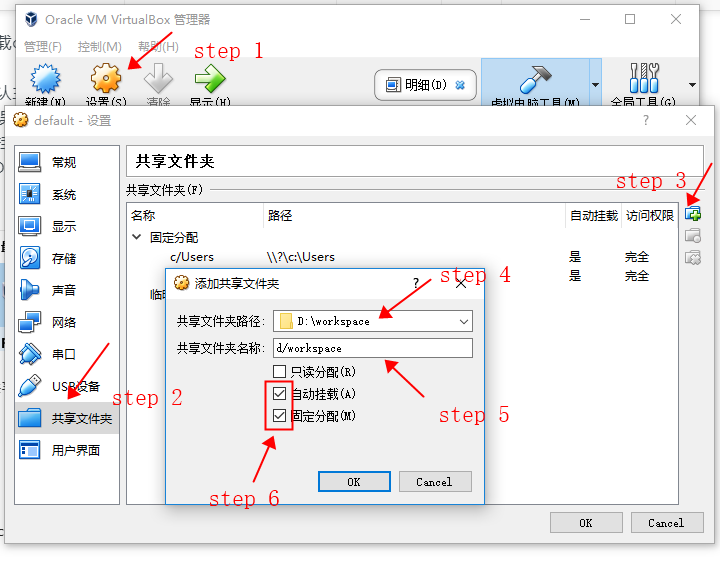 Oracle VM VirtualBox 管理器
管理(F) 控制(M) 帮助(H)
step 1
新建(N) 设置(S) 清除 显示(H) 明细(D) 虚拟电脑工具(M) 全局工具(G)
default - 设置 ?
常规
系统
显示
存储
声音
网络
串口
USB设备
共享文件夹
用户界面
step 2
共享文件夹
共享文件夹(F)
step 3
名称 路径 自动挂载 访问权限
固定分配
c/Users \\?\c:\Users 是 完全
是 完全
添加共享文件夹 ?
step 4
共享文件夹路径: D:\workspace
共享文件夹名称: d/workspace
只读分配(R)
自动挂载(A)
固定分配(M)
step 5
step 6
OK Cancel
OK Cancel